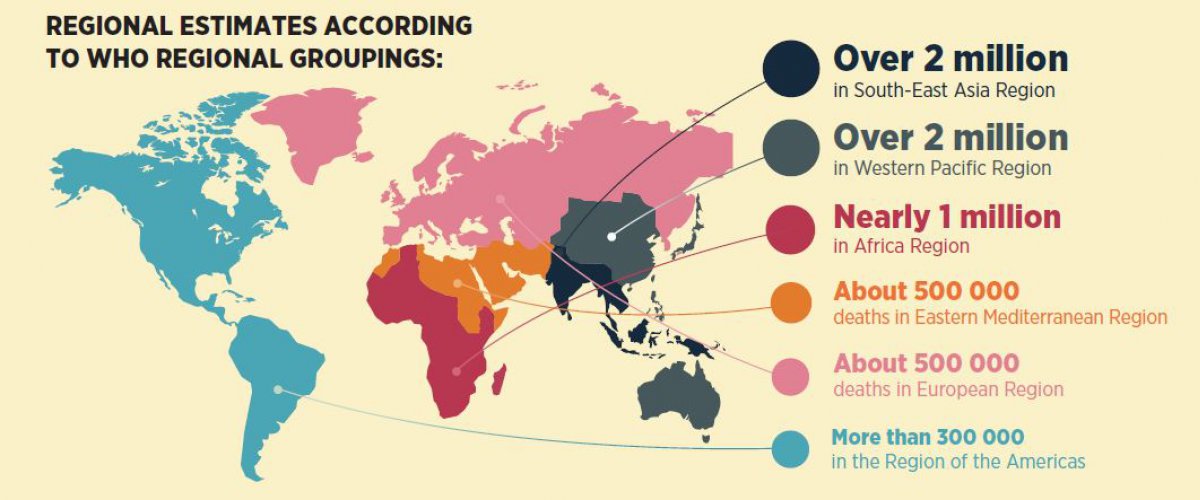 REGIONAL ESTIMATES ACCORDING
TO WHO REGIONAL GROUPINGS:
Over 2 million
in South-East Asia Region
Over 2 million
in Western Pacific Region
Nearly 1 million
in Africa Region
About 500 000
deaths in Eastern Mediterranean Region
About 500 000
deaths in European Region
More than 300 000
in the Region of the Americas